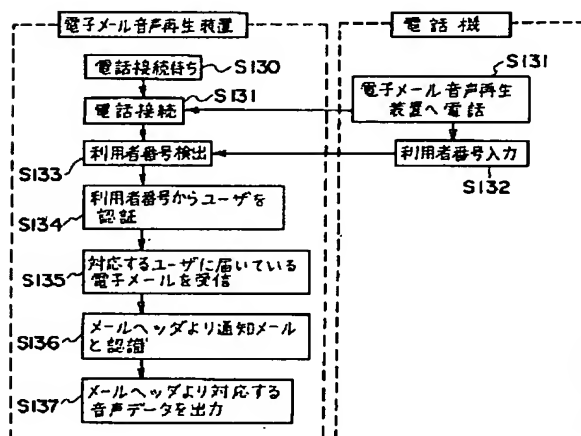 電子メール音声再生装置
電話機
電話接続待ち
S130
電話接続
S131
電子メール音声再生
装置へ電話
S131
利用者番号検出
S133
利用者番号入力
S132
利用者番号からユーザを
認証
S134
対応するユーザに届いている
電子メールを受信
S135
メールヘッダより通知メール
と認識
S136
メールヘッダより対応する
音声データを出力
S137